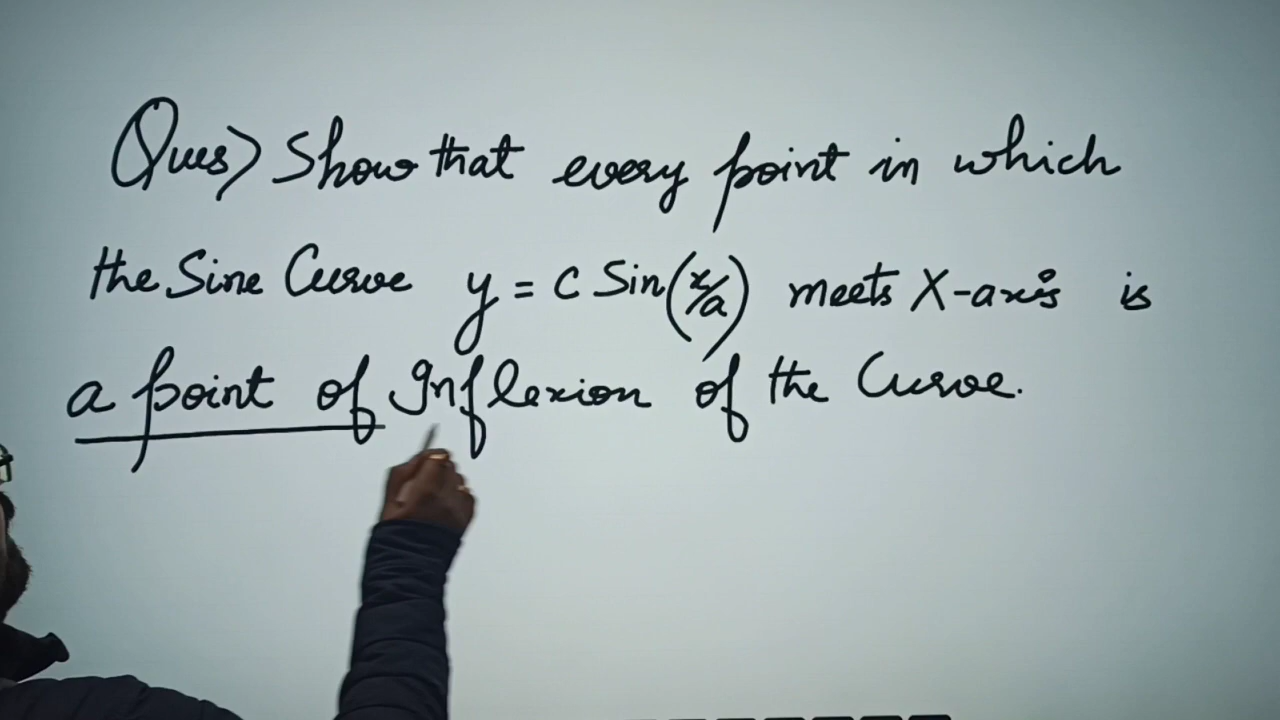 Ques) Show that every point in which
the Sine Curve y = C Sin(x/a) meets X-axis is
a point of Inflexion of the Curve.